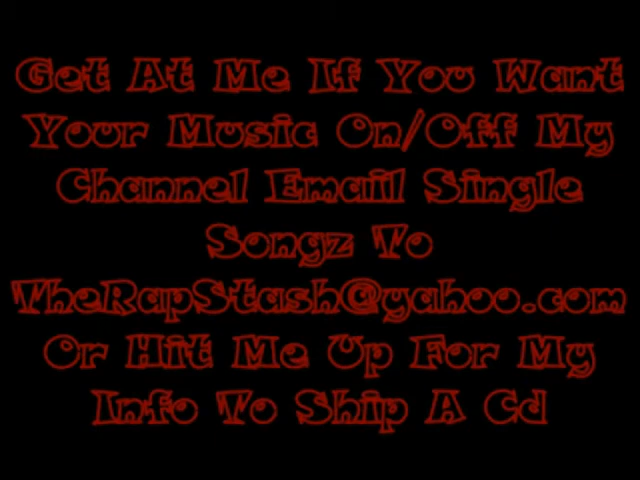 Get At Me If You Want
Your Music On/Off My
Channel Email Single
Songz To
TheRapStash@yahoo.com
Or Hit Me Up For My
Info To Ship A Cd